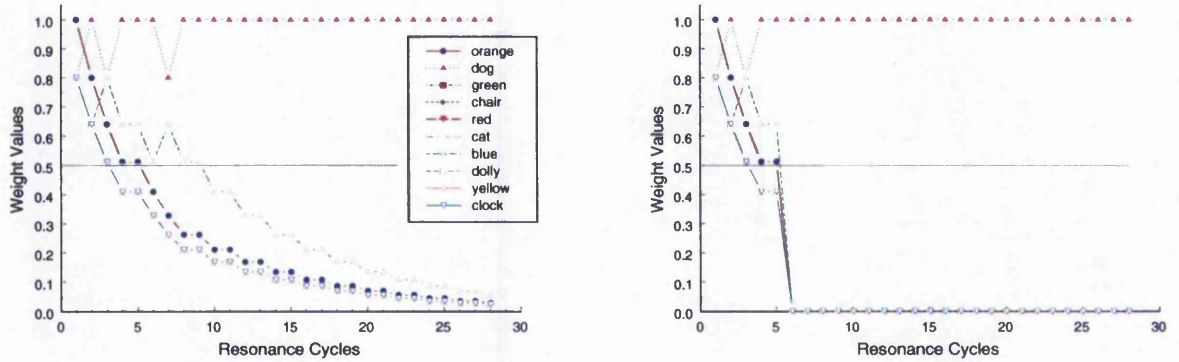 1.0
0.9
0.8
0.7
0.6
0.5
0.4
0.3
0.2
0.1
0.0
Weight Values
0 5 10 15 20 25 30
Resonance Cycles
orange
dog
green
chair
red
cat
blue
dolly
yellow
clock
1.0
0.9
0.8
0.7
0.6
0.5
0.4
0.3
0.2
0.1
0.0
Weight Values
0 5 10 15 20 25 30
Resonance Cycles